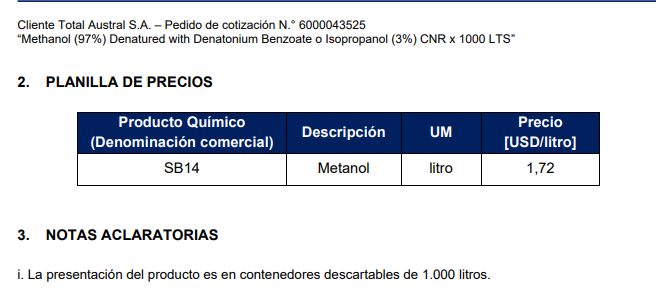 Cliente Total Austral S.A. – Pedido de cotización N.° 6000043525
“Methanol (97%) Denatured with Denatonium Benzoate o Isopropanol (3%) CNR x 1000 LTS”
2. PLANILLA DE PRECIOS
Producto Químico (Denominación comercial) Descripción UM Precio [USD/litro]
SB14 Metanol litro 1,72
3. NOTAS ACLARATORIAS
i. La presentación del producto es en contenedores descartables de 1.000 litros.